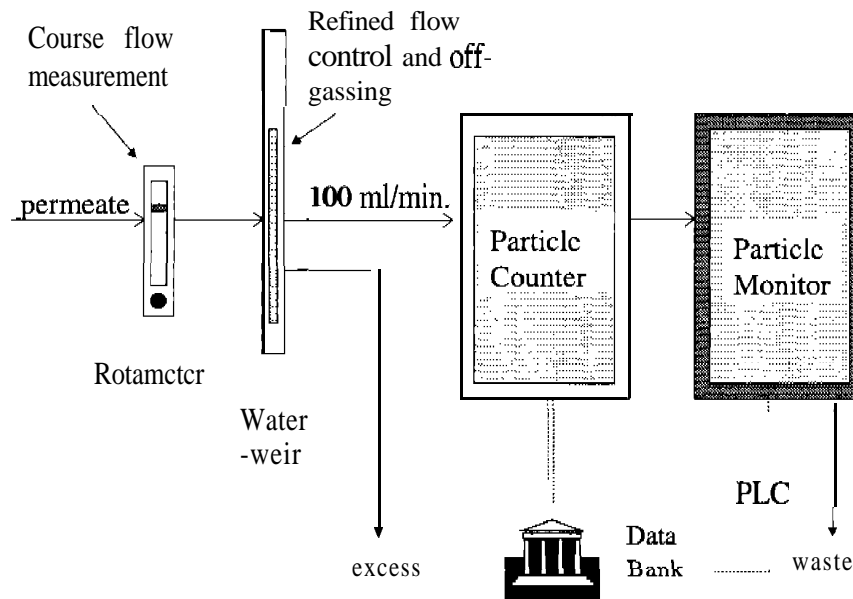 Course flow
measurement
Refined flow
control and off-
gassing
permeate
100 ml/min.
Particle
Counter
Particle
Monitor
Rotamctcr
Water
-weir
PLC
Data
Bank
excess
waste